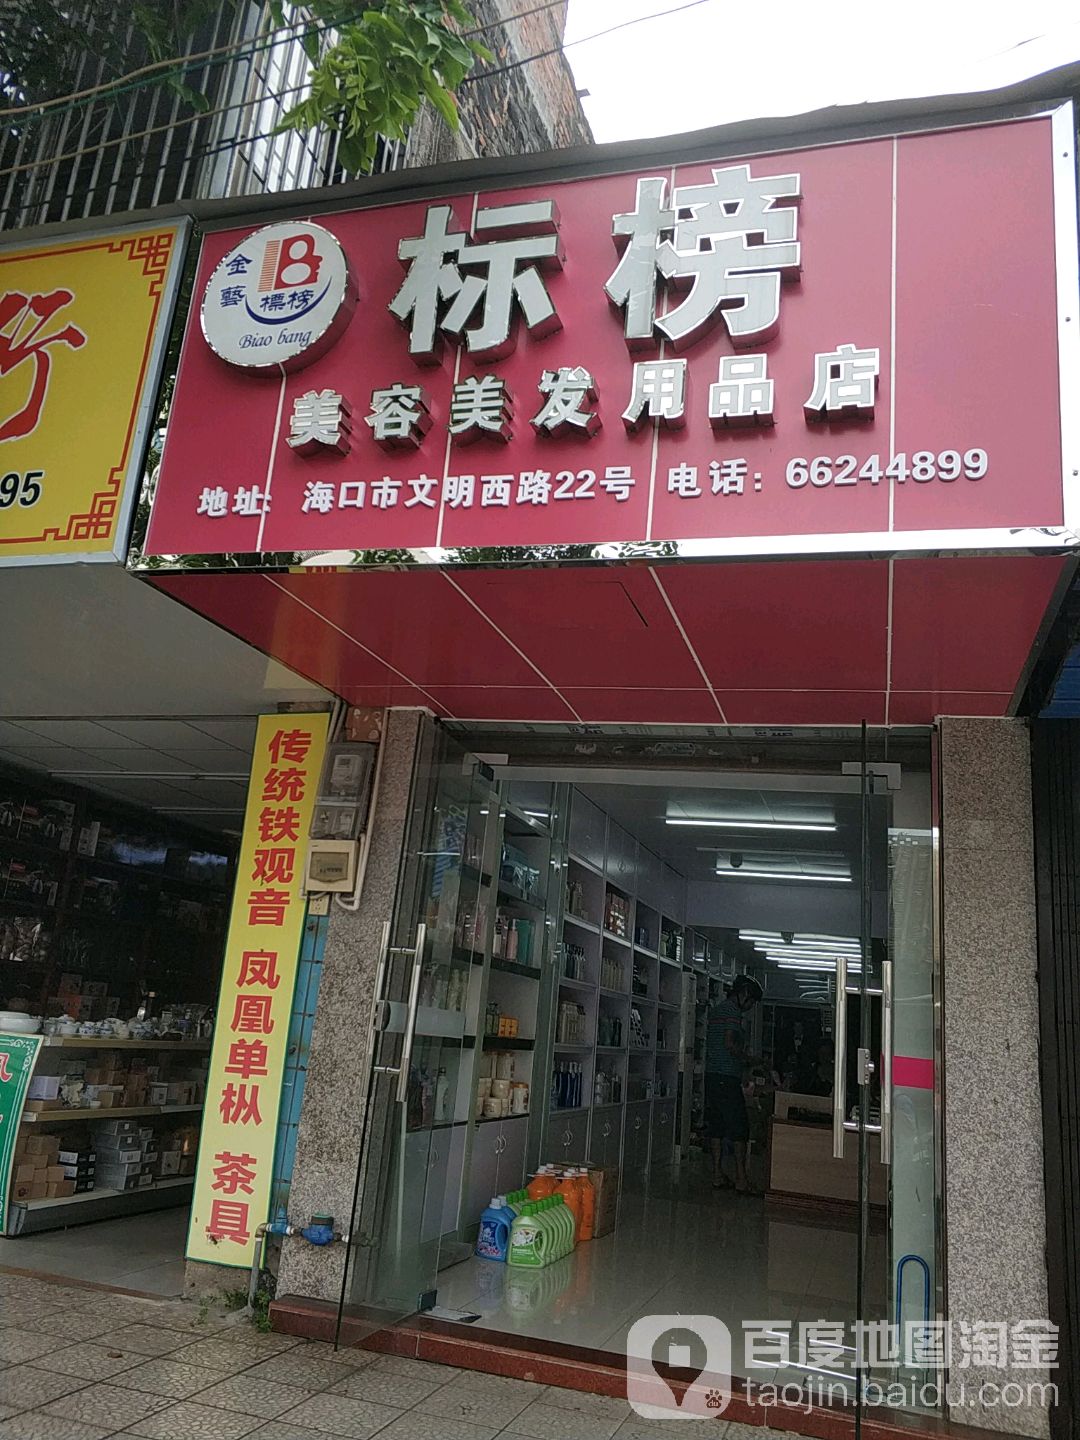 标榜
金藝
B
標榜
Biao bang
美容美发用品店
地址: 海口市文明西路22号 电话: 66244899
行
95
传统铁观音 凤凰单枞 茶具
百度地图淘金
taojin.baidu.com
du